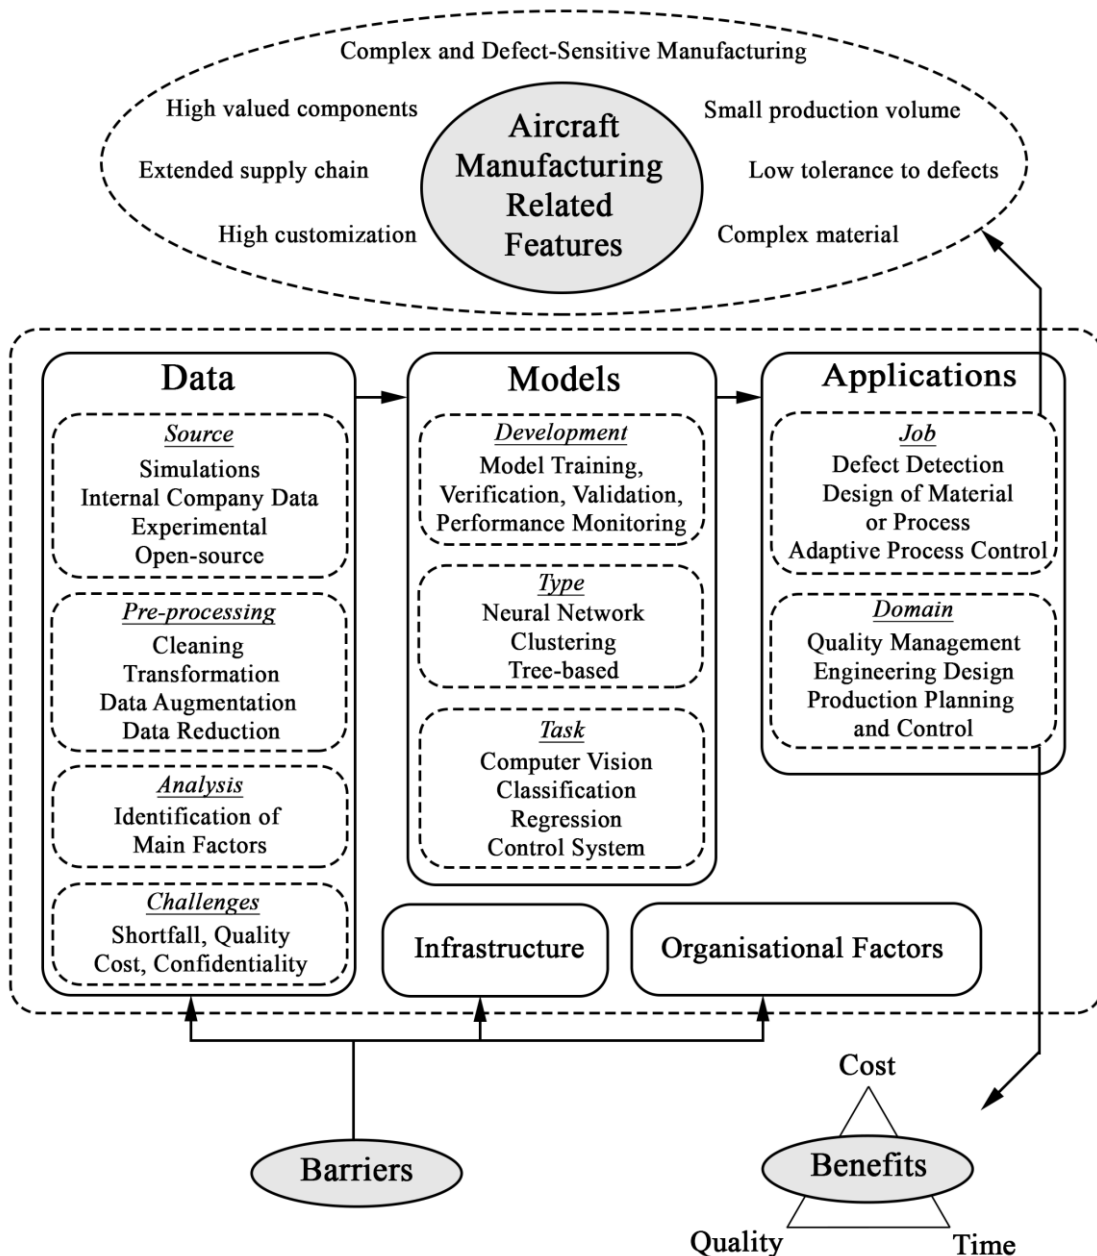 Complex and Defect-Sensitive Manufacturing
High valued components
Small production volume
Extended supply chain
Low tolerance to defects
High customization
Complex material
Aircraft
Manufacturing
Related
Features
Data
Source
Simulations
Internal Company Data
Experimental
Open-source
Pre-processing
Cleaning
Transformation
Data Augmentation
Data Reduction
Analysis
Identification of
Main Factors
Challenges
Shortfall, Quality
Cost, Confidentiality
Models
Development
Model Training,
Verification, Validation,
Performance Monitoring
Type
Neural Network
Clustering
Tree-based
Task
Computer Vision
Classification
Regression
Control System
Applications
Job
Defect Detection
Design of Material
or Process
Adaptive Process Control
Domain
Quality Management
Engineering Design
Production Planning
and Control
Infrastructure
Organisational Factors
Barriers
Cost
Benefits
Quality
Time